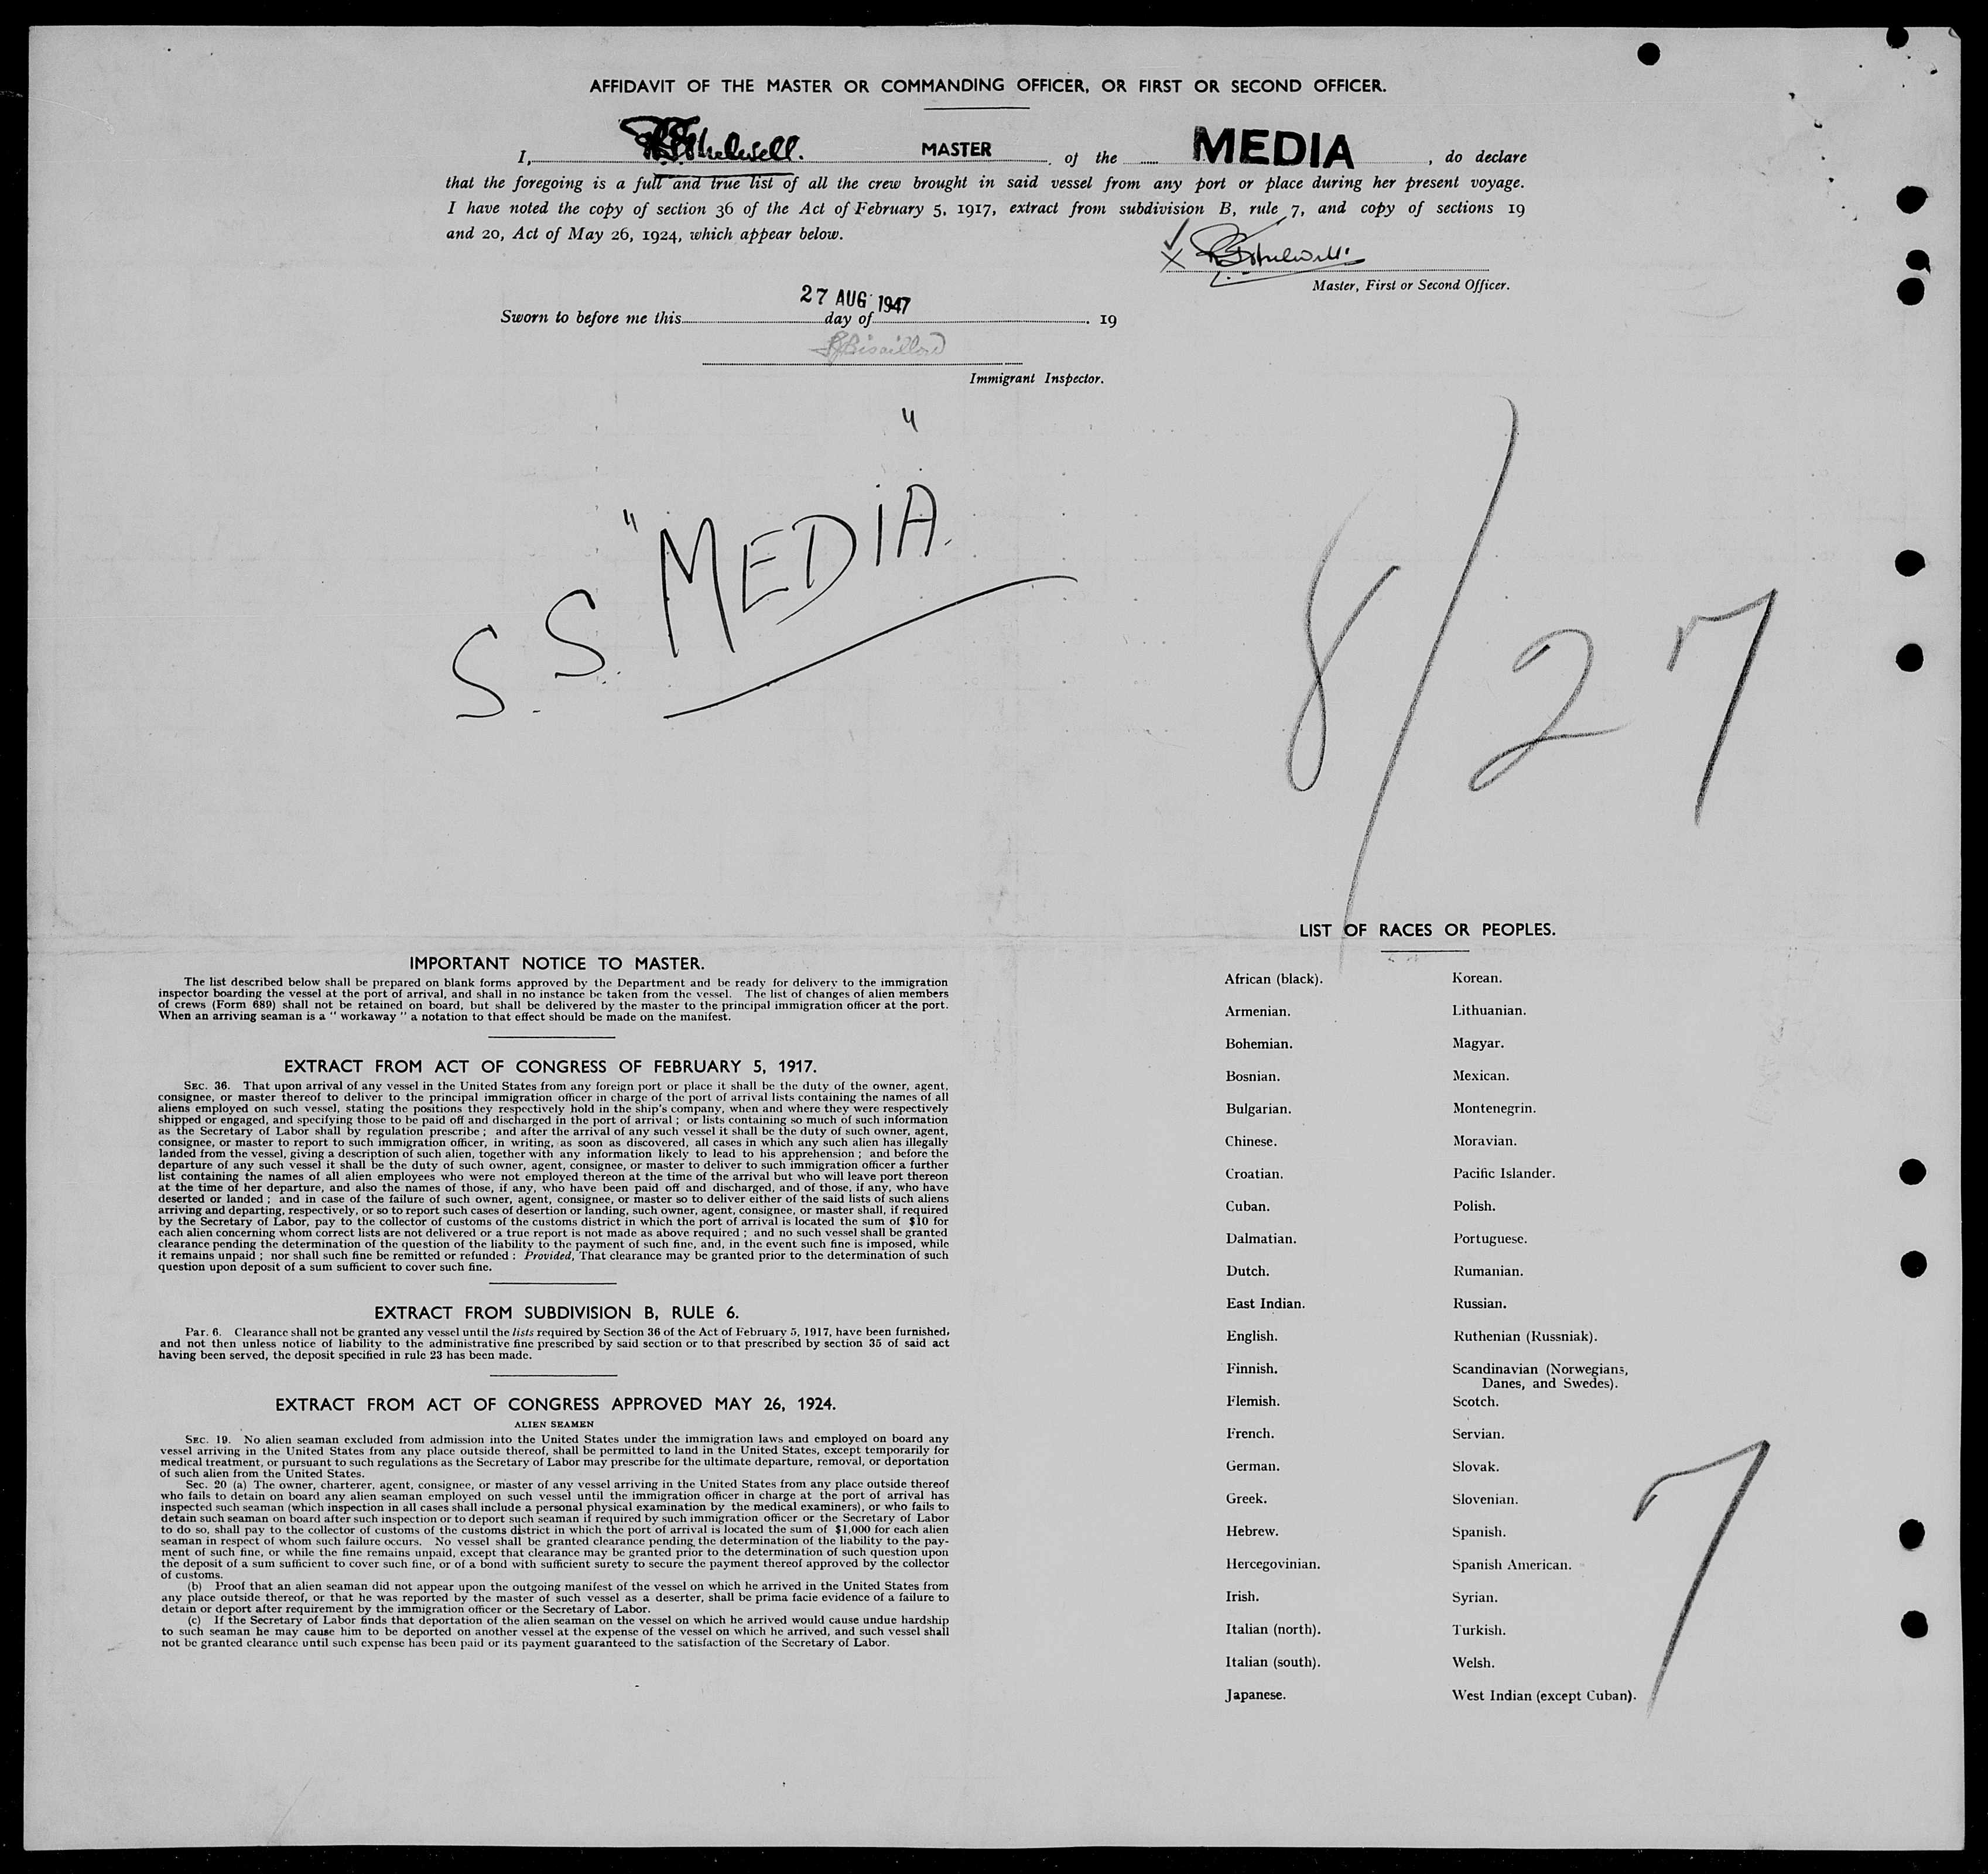 AFFIDAVIT OF THE MASTER OR COMMANDING OFFICER, OR FIRST OR SECOND OFFICER.
I, MASTER of the MEDIA, do declare
that the foregoing is a full and true list of all the crew brought in said vessel from any port or place during her present voyage.
I have noted the copy of section 36 of the Act of February 5, 1917, extract from subdivision B, rule 7, and copy of sections 19
and 20, Act of May 26, 1924, which appear below.
Master, First or Second Officer.
27 AUG 1947
Sworn to before me this day of 19
Immigrant Inspector.
S.S. "MEDIA"
8/27
IMPORTANT NOTICE TO MASTER.
The list described below shall be prepared on blank forms approved by the Department and be ready for delivery to the immigration
inspector boarding the vessel at the port of arrival, and shall in no instance be taken from the vessel. The list of changes of alien members
of crews (Form 689) shall not be retained on board, but shall be delivered by the master to the principal immigration officer at the port.
When an arriving seaman is a " workaway " a notation to that effect should be made on the manifest.
EXTRACT FROM ACT OF CONGRESS OF FEBRUARY 5, 1917.
SEC. 36. That upon arrival of any vessel in the United States from any foreign port or place it shall be the duty of the owner, agent,
consignee, or master thereof to deliver to the principal immigration officer in charge of the port of arrival lists containing the names of all
aliens employed on such vessel, stating the positions they respectively hold in the ship's company, when and where they were respectively
shipped or engaged, and specifying those to be paid off and discharged in the port of arrival ; or lists containing so much of such information
as the Secretary of Labor shall by regulation prescribe ; and after the arrival of any such vessel it shall be the duty of such owner, agent,
consignee, or master to report to such immigration officer, in writing, as soon as discovered, all cases in which any such alien has illegally
landed from the vessel, giving a description of such alien, together with any information likely to lead to his apprehension ; and before the
departure of any such vessel it shall be the duty of such owner, agent, consignee, or master to deliver to such immigration officer a further
list containing the names of all alien employees who were not employed thereon at the time of the arrival but who will leave port thereon
at the time of her departure, and also the names of those, if any, who have been paid off and discharged, and of those, if any, who have
deserted or landed ; and in case of the failure of such owner, agent, consignee, or master so to deliver either of the said lists of such aliens
arriving and departing, respectively, or so to report such cases of desertion or landing, such owner, agent, consignee, or master shall, if required
by the Secretary of Labor, pay to the collector of customs of the customs district in which the port of arrival is located the sum of $10 for
each alien concerning whom correct lists are not delivered or a true report is not made as above required ; and no such vessel shall be granted
clearance pending the determination of the question of the liability to the payment of such fine, and, in the event such fine is imposed, while
it remains unpaid ; nor shall such fine be remitted or refunded : Provided, That clearance may be granted prior to the determination of such
question upon deposit of a sum sufficient to cover such fine.
EXTRACT FROM SUBDIVISION B, RULE 6.
Par. 6. Clearance shall not be granted any vessel until the lists required by Section 36 of the Act of February 5, 1917, have been furnished,
and not then unless notice of liability to the administrative fine prescribed by said section or to that prescribed by section 35 of said act
having been served, the deposit specified in rule 23 has been made.
EXTRACT FROM ACT OF CONGRESS APPROVED MAY 26, 1924.
ALIEN SEAMEN
SEC. 19. No alien seaman excluded from admission into the United States under the immigration laws and employed on board any
vessel arriving in the United States from any place outside thereof, shall be permitted to land in the United States, except temporarily for
medical treatment, or pursuant to such regulations as the Secretary of Labor may prescribe for the ultimate departure, removal, or deportation
of such alien from the United States.
Sec. 20 (a) The owner, charterer, agent, consignee, or master of any vessel arriving in the United States from any place outside thereof
who fails to detain on board any alien seaman employed on such vessel until the immigration officer in charge at the port of arrival has
inspected such seaman (which inspection in all cases shall include a personal physical examination by the medical examiners), or who fails to
detain such seaman on board after such inspection or to deport such seaman if required by such immigration officer or the Secretary of Labor
to do so, shall pay to the collector of customs of the customs district in which the port of arrival is located the sum of $1,000 for each alien
seaman in respect of whom such failure occurs. No vessel shall be granted clearance pending the determination of the liability to the pay-
ment of such fine, or while the fine remains unpaid, except that clearance may be granted prior to the determination of such question upon
the deposit of a sum sufficient to cover such fine, or of a bond with sufficient surety to secure the payment thereof approved by the collector
of customs.
(b) Proof that an alien seaman did not appear upon the outgoing manifest of the vessel on which he arrived in the United States from
any place outside thereof, or that he was reported by the master of such vessel as a deserter, shall be prima facie evidence of a failure to
detain or deport after requirement by the immigration officer or the Secretary of Labor.
(c) If the Secretary of Labor finds that deportation of the alien seaman on the vessel on which he arrived would cause undue hardship
to such seaman he may cause him to be deported on another vessel at the expense of the vessel on which he arrived, and such vessel shall
not be granted clearance until such expense has been paid or its payment guaranteed to the satisfaction of the Secretary of Labor.
LIST OF RACES OR PEOPLES.
African (black). Korean.
Armenian. Lithuanian.
Bohemian. Magyar.
Bosnian. Mexican.
Bulgarian. Montenegrin.
Chinese. Moravian.
Croatian. Pacific Islander.
Cuban. Polish.
Dalmatian. Portuguese.
Dutch. Rumanian.
East Indian. Russian.
English. Ruthenian (Russniak).
Finnish. Scandinavian (Norwegians,
Danes, and Swedes).
Flemish. Scotch.
French. Servian.
German. Slovak.
Greek. Slovenian.
Hebrew. Spanish.
Hercegovinian. Spanish American.
Irish. Syrian.
Italian (north). Turkish.
Italian (south). Welsh.
Japanese. West Indian (except Cuban).
7